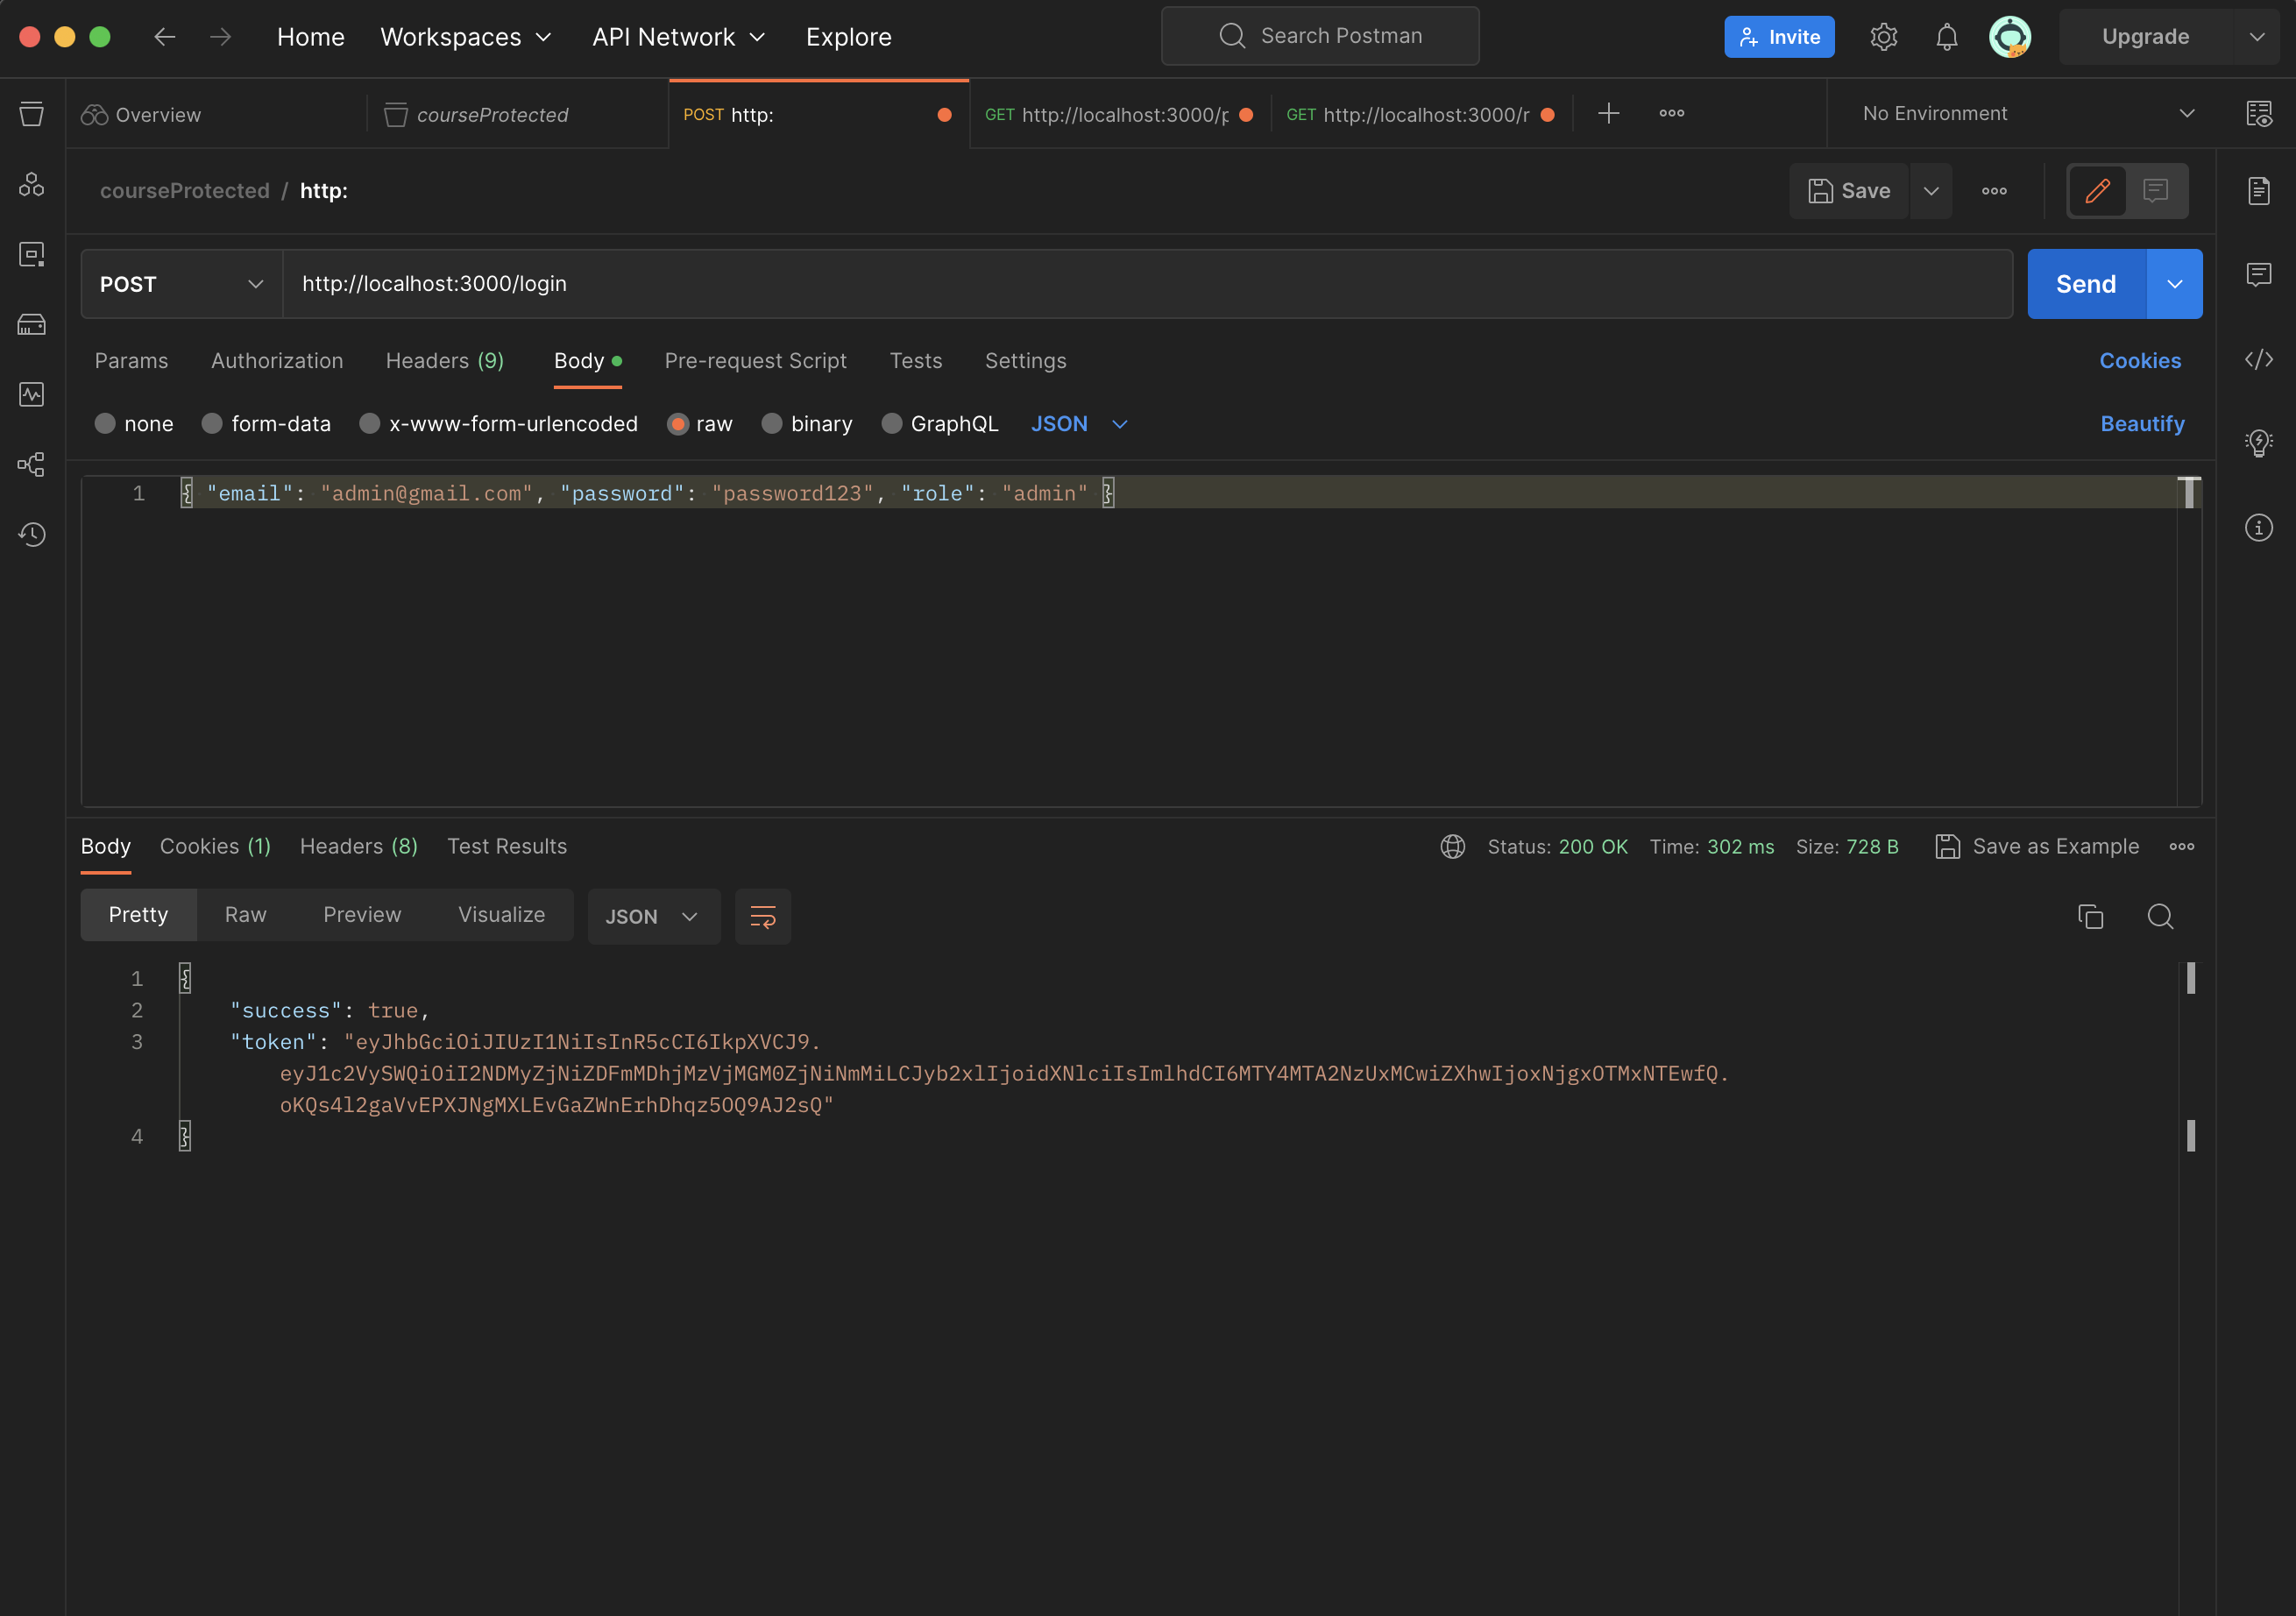 Home Workspaces API Network Explore Search Postman Invite Upgrade
Overview courseProtected POST http: GET http://localhost:3000/p GET http://localhost:3000/r No Environment
courseProtected / http: Save
POST http://localhost:3000/login Send
Params Authorization Headers (9) Body Pre-request Script Tests Settings Cookies
none form-data x-www-form-urlencoded raw binary GraphQL JSON Beautify
1 { "email": "admin@gmail.com", "password": "password123", "role": "admin" }
Body Cookies (1) Headers (8) Test Results Status: 200 OK Time: 302 ms Size: 728 B Save as Example
Pretty Raw Preview Visualize JSON
1 {
2 "success": true,
3 "token": "eyJhbGciOiJIUzI1NiIsInR5cCI6IkpXVCJ9.
eyJ1c2VySWQiOiI2NDMyZjNiZDFmMDhjMzVjMGM0ZjNiNmMiLCJyb2xlIjoidXNlciIsImlhdCI6MTY4MTA2NzUxMCwiZXhwIjoxNjgxOTMxNTEwfQ.
oKQs4l2gaVvEPXJNgMXLEvGaZWnErhDhqz5OQ9AJ2sQ"
4 }